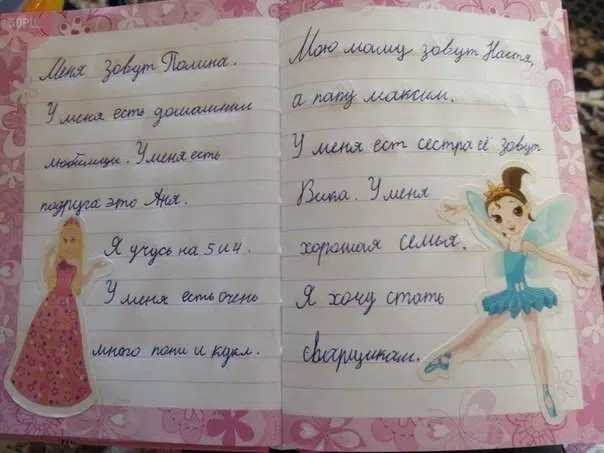 Меня зовут Полина.
У меня есть домашнии
любимици. У меня есть
подруга это Аня.
Я учусь на 5 и 4.
У меня есть очень
много пони и кукл.
Мою маму зовут Настя,
а папу максим.
У меня ест сестра её зовут
Вика. У меня
хорошая семья.
Я хочу стать
сварщикам.